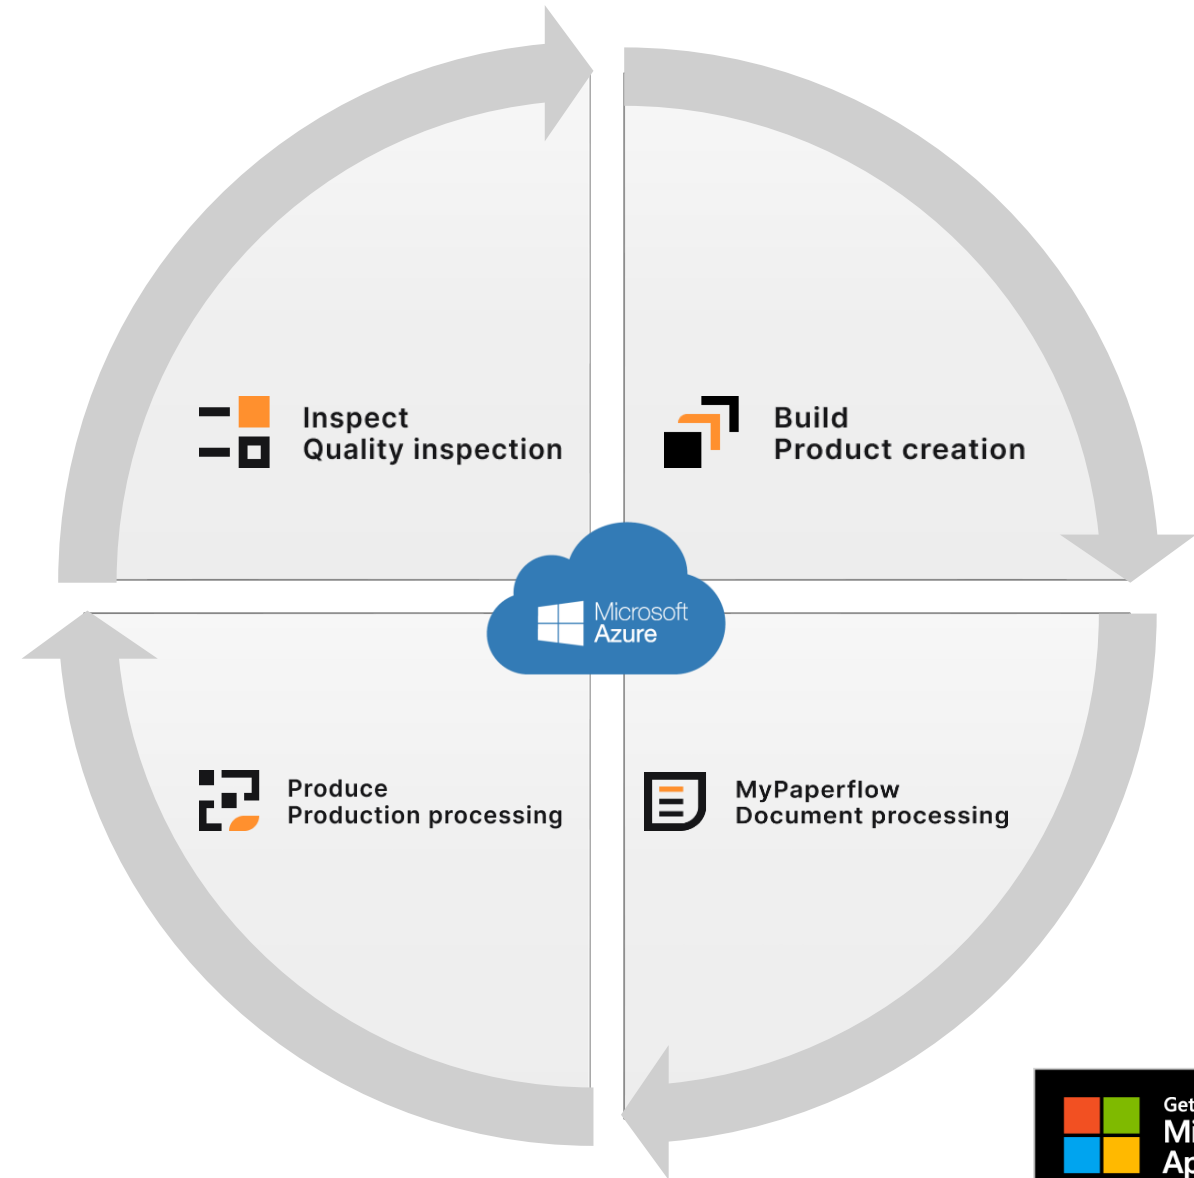 Inspect
Quality inspection
Build
Product creation
Microsoft
Azure
Produce
Production processing
MyPaperflow
Document processing
Get